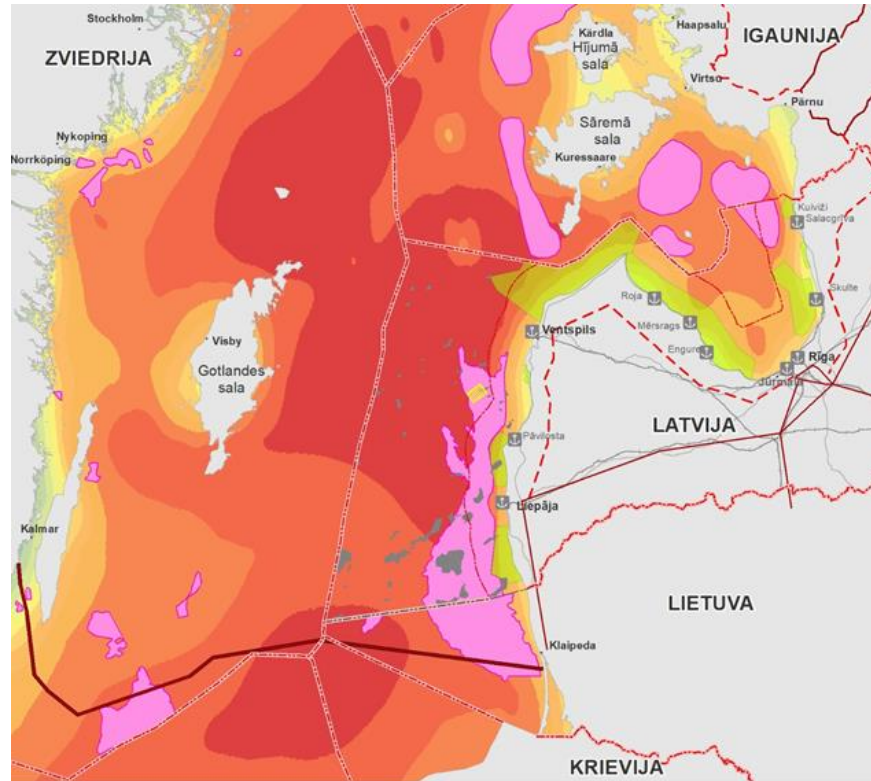 Stockholm
ZVIEDRIJA
Kärdla
Hījumā
sala
Haapsalu
IGAUNIJA
Virtsu
Pärnu
Nykoping
Norrköping
Sāremā
sala
Kuressaare
Kuiviži
Salacgrīva
Roja
Skulte
Mērsrags
Ventspils
Visby
Engure
Rīga
Gotlandes
sala
Jūrmala
LATVIJA
Pāvilosta
Liepāja
Kalmar
LIETUVA
Klaipeda
KRIEVIJA